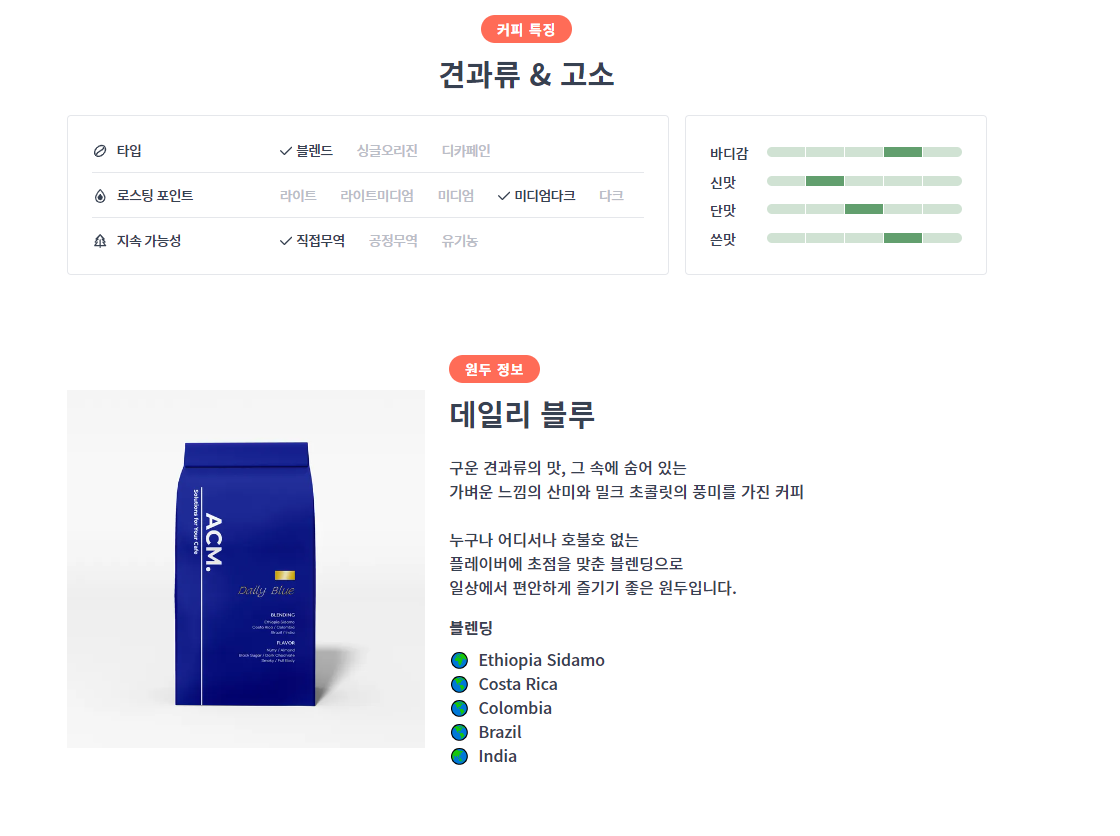 커피 특징
견과류 & 고소
타입 블렌드 싱글오리진 디카페인
로스팅 포인트 라이트 라이트미디엄 미디엄 미디엄다크 다크
지속 가능성 직접무역 공정무역 유기농
바디감
신맛
단맛
쓴맛
원두 정보
데일리 블루
구운 견과류의 맛, 그 속에 숨어 있는
가벼운 느낌의 산미와 밀크 초콜릿의 풍미를 가진 커피
누구나 어디서나 호불호 없는
플레이버에 초점을 맞춘 블렌딩으로
일상에서 편안하게 즐기기 좋은 원두입니다.
블렌딩
Ethiopia Sidamo
Costa Rica
Colombia
Brazil
India
ACM.
Solutions for Your Cafe
Daily Blue
BLENDING
Ethiopia Sidamo
Costa Rica / Colombia
Brazil / India
FLAVOR
Nutty / Almond
Black Sugar / Dark Chocolate
Smoky / Full Body